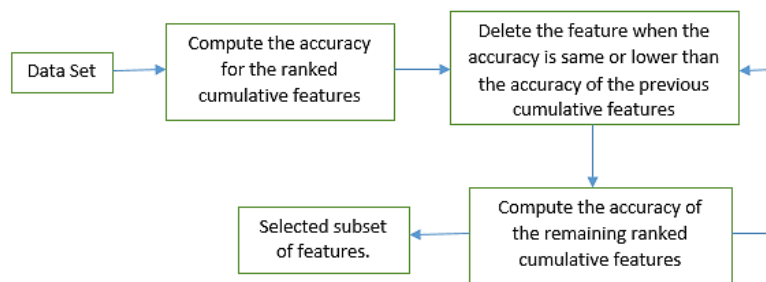 Data Set
Compute the accuracy
for the ranked
cumulative features
Delete the feature when the
accuracy is same or lower than
the accuracy of the previous
cumulative features
Compute the accuracy of
the remaining ranked
cumulative features
Selected subset
of features.